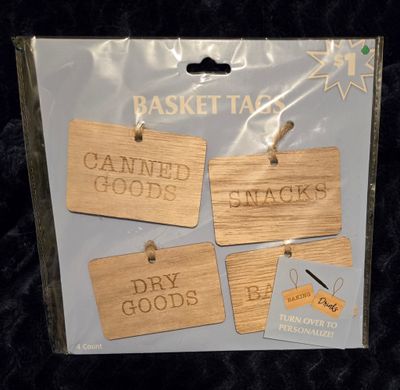 $1
BASKET TAGS
CANNED
GOODS
SNACKS
DRY
GOODS
BA
BAKING
Drinks
TURN OVER TO
PERSONALIZE!
4 Count